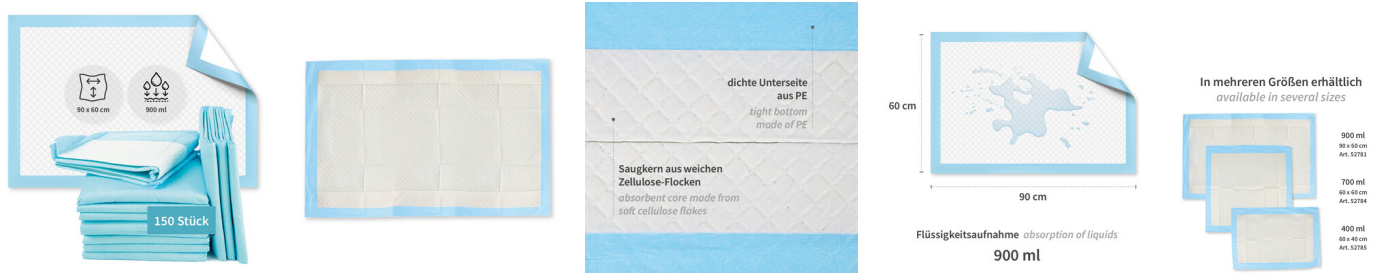 90 x 60 cm
900 ml
150 Stück
dichte Unterseite
aus PE
tight bottom
made of PE
Saugkern aus weichen
Zellulose-Flocken
absorbent core made from
soft cellulose flakes
60 cm
90 cm
Flüssigkeitsaufnahme absorption of liquids
900 ml
In mehreren Größen erhältlich
available in several sizes
900 ml
90 x 60 cm
Art. 52781
700 ml
60 x 60 cm
Art. 52784
400 ml
60 x 40 cm
Art. 52785